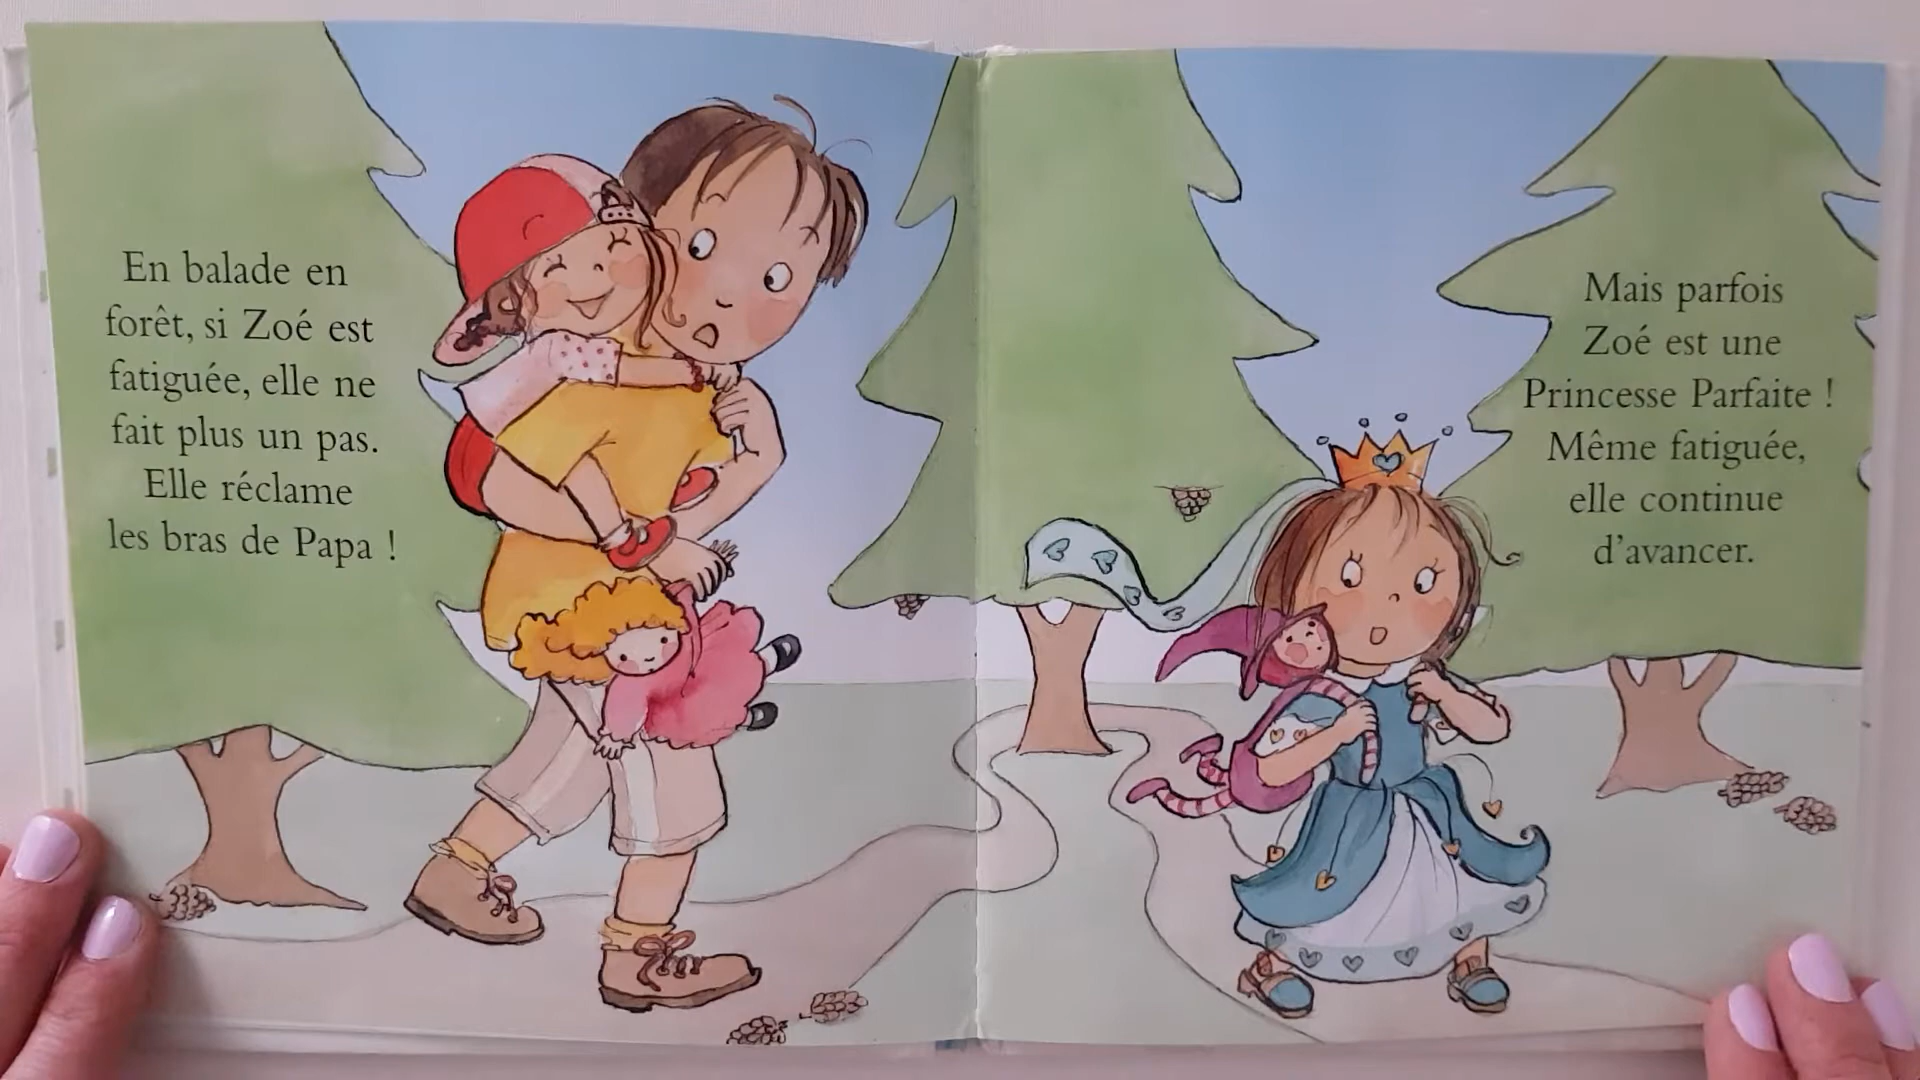 En balade en
forêt, si Zoé est
fatiguée, elle ne
fait plus un pas.
Elle réclame
les bras de Papa !
Mais parfois
Zoé est une
Princesse Parfaite !
Même fatiguée,
elle continue
d'avancer.